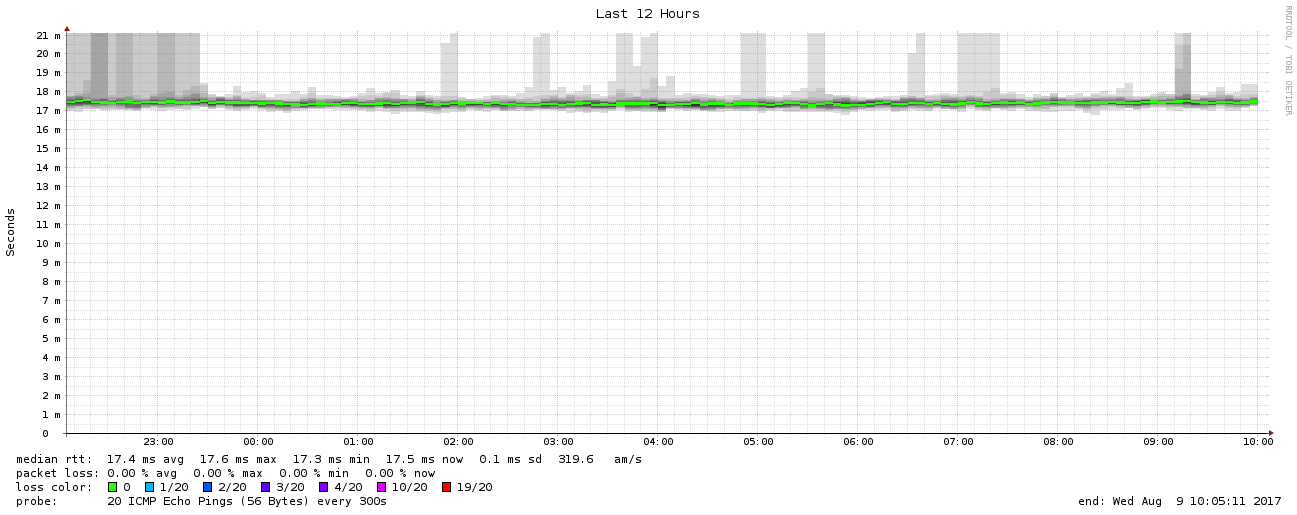 Last 12 Hours
RRDTOOL / TOBI OETIKER
Seconds
21 m
20 m
19 m
18 m
17 m
16 m
15 m
14 m
13 m
12 m
11 m
10 m
9 m
8 m
7 m
6 m
5 m
4 m
3 m
2 m
1 m
0
23:00 00:00 01:00 02:00 03:00 04:00 05:00 06:00 07:00 08:00 09:00 10:00
median rtt: 17.4 ms avg 17.6 ms max 17.3 ms min 17.5 ms now 0.1 ms sd 319.6 am/s
packet loss: 0.00 % avg 0.00 % max 0.00 % min 0.00 % now
loss color: 0 1/20 2/20 3/20 4/20 10/20 19/20
probe: 20 ICMP Echo Pings (56 Bytes) every 300s end: Wed Aug 9 10:05:11 2017